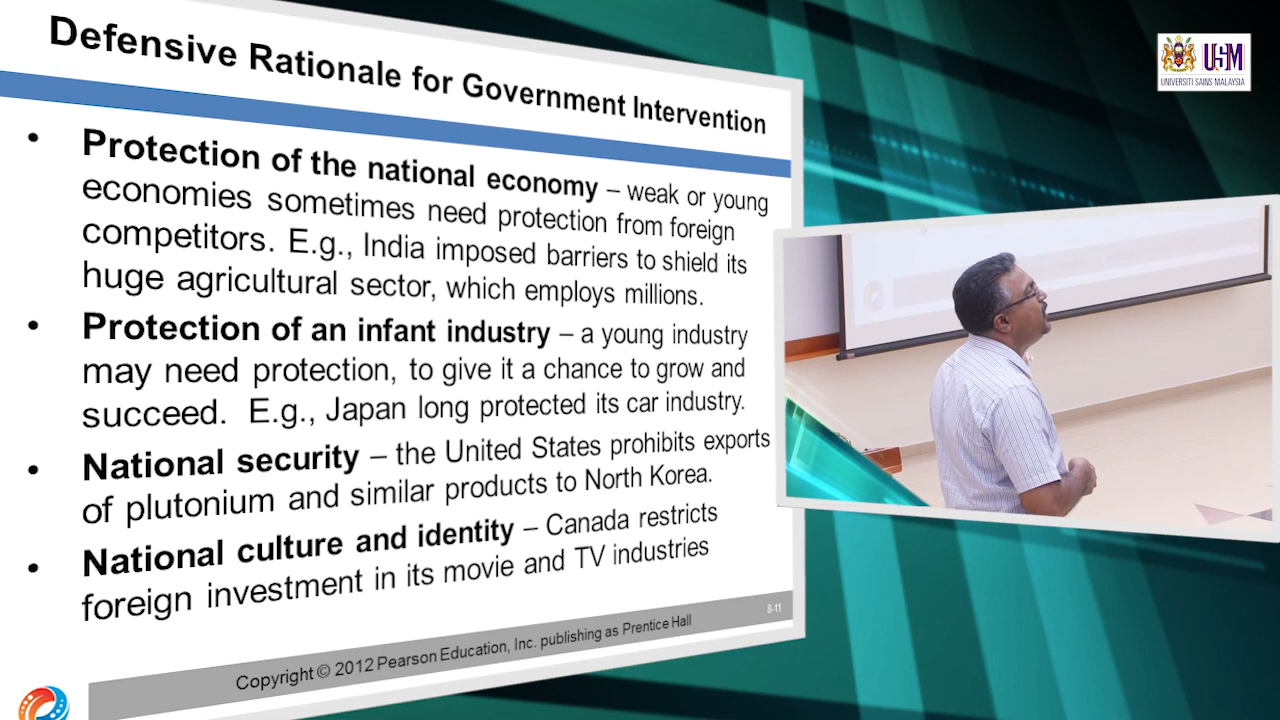 Defensive Rationale for Government Intervention
• Protection of the national economy – weak or young
economies sometimes need protection from foreign
competitors. E.g., India imposed barriers to shield its
huge agricultural sector, which employs millions.
• Protection of an infant industry – a young industry
may need protection, to give it a chance to grow and
succeed. E.g., Japan long protected its car industry.
• National security – the United States prohibits exports
of plutonium and similar products to North Korea.
• National culture and identity – Canada restricts
foreign investment in its movie and TV industries
8-11
Copyright © 2012 Pearson Education, Inc. publishing as Prentice Hall
USM
UNIVERSITI SAINS MALAYSIA